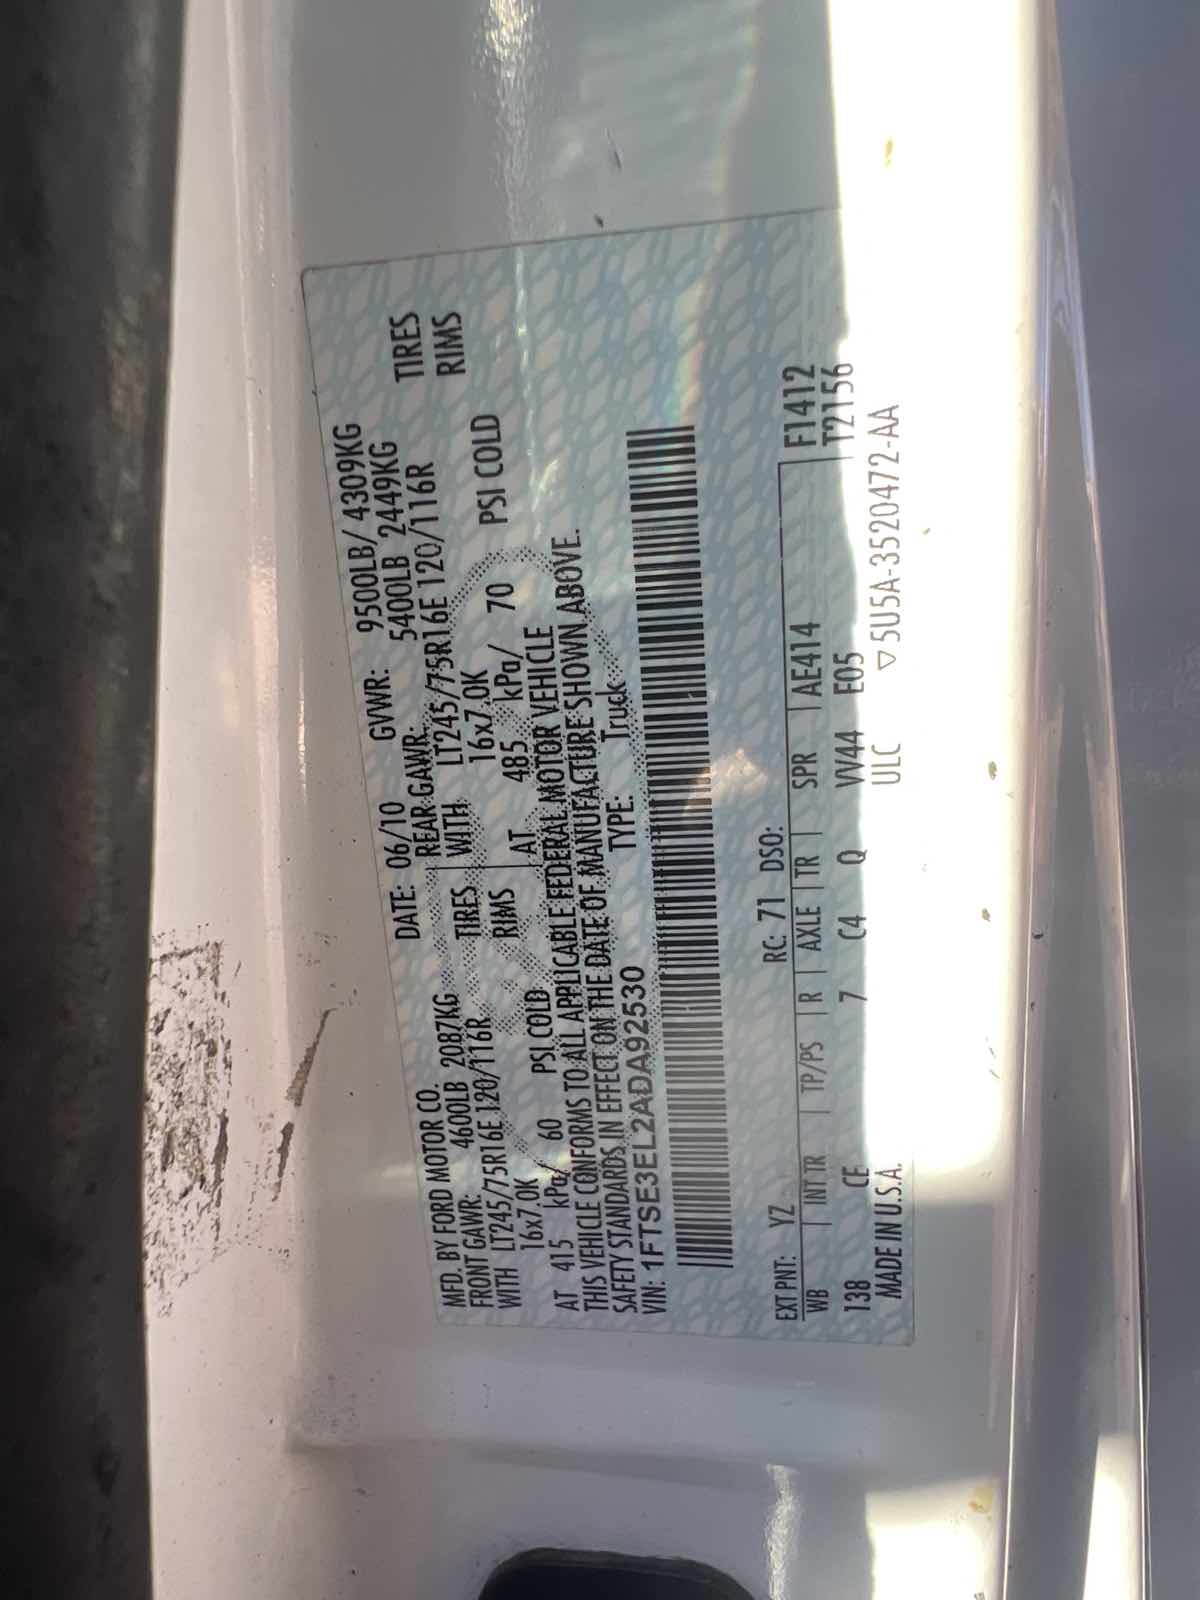 MFD. BY FORD MOTOR CO.
DATE: 06/10 GVWR: 9500LB/ 4309KG
FRONT GAWR: 4600LB 2087KG REAR GAWR: 5400LB 2449KG
WITH LT245/75R16E 120/116R TIRES WITH LT245/75R16E 120/116R TIRES
16x7.0K RIMS 16x7.0K RIMS
AT 415 kPa/ 60 PSI COLD AT 485 kPa/ 70 PSI COLD
THIS VEHICLE CONFORMS TO ALL APPLICABLE FEDERAL MOTOR VEHICLE
SAFETY STANDARDS IN EFFECT ON THE DATE OF MANUFACTURE SHOWN ABOVE.
VIN: 1FTSE3EL2ADA92530 TYPE: Truck
EXT PNT: YZ RC: 71 DSO:
WB INT TR TP/PS R AXLE TR SPR AE414 F1412
138 CE 7 C4 Q VV44 E05 T2156
MADE IN U.S.A. ULC ▽ 5U5A-3520472-AA